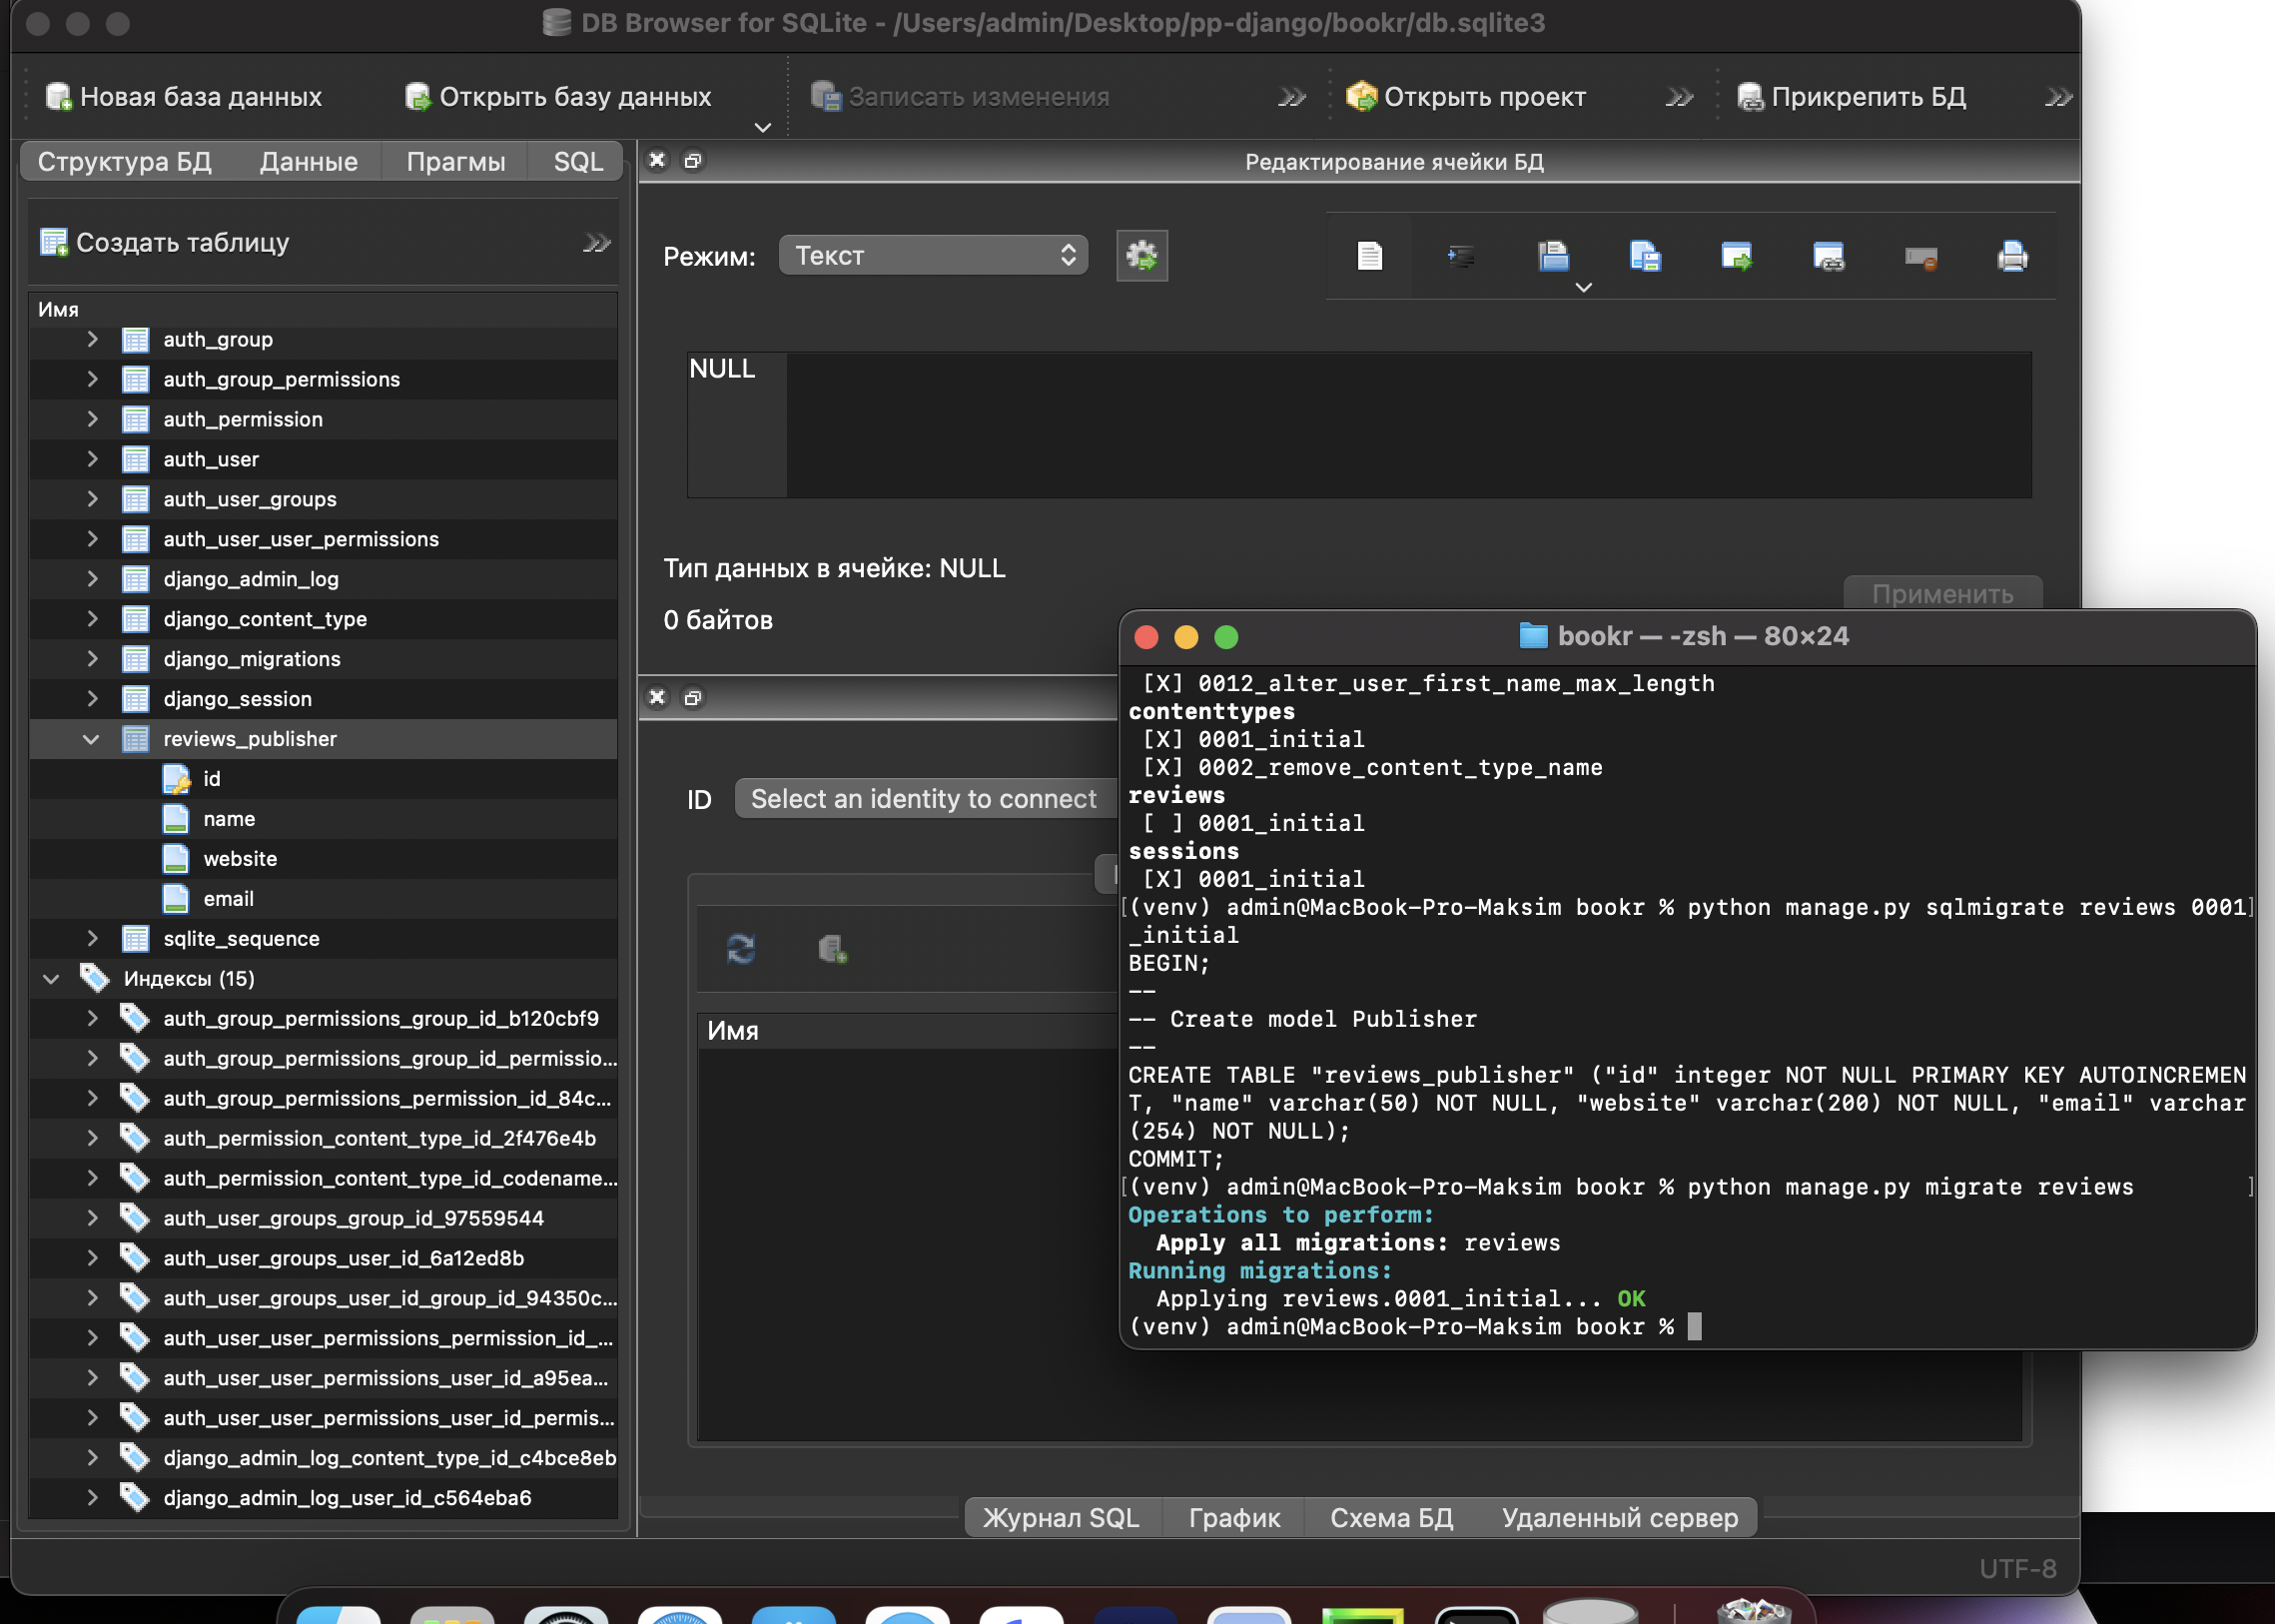 DB Browser for SQLite - /Users/admin/Desktop/pp-django/bookr/db.sqlite3
Новая база данных
Открыть базу данных
Записать изменения
Открыть проект
Прикрепить БД
Структура БД
Данные
Прагмы
SQL
Создать таблицу
Имя
auth_group
auth_group_permissions
auth_permission
auth_user
auth_user_groups
auth_user_user_permissions
django_admin_log
django_content_type
django_migrations
django_session
reviews_publisher
id
name
website
email
sqlite_sequence
Индексы (15)
auth_group_permissions_group_id_b120cbf9
auth_group_permissions_group_id_permissio...
auth_group_permissions_permission_id_84c...
auth_permission_content_type_id_2f476e4b
auth_permission_content_type_id_codename...
auth_user_groups_group_id_97559544
auth_user_groups_user_id_6a12ed8b
auth_user_groups_user_id_group_id_94350c...
auth_user_user_permissions_permission_id_...
auth_user_user_permissions_user_id_a95ea...
auth_user_user_permissions_user_id_permis...
django_admin_log_content_type_id_c4bce8eb
django_admin_log_user_id_c564eba6
Редактирование ячейки БД
Режим:
Текст
NULL
Тип данных в ячейке: NULL
0 байтов
Применить
ID
Select an identity to connect
Имя
bookr — -zsh — 80×24
[X] 0012_alter_user_first_name_max_length
contenttypes
[X] 0001_initial
[X] 0002_remove_content_type_name
reviews
[ ] 0001_initial
sessions
[X] 0001_initial
[(venv) admin@MacBook-Pro-Maksim bookr % python manage.py sqlmigrate reviews 0001]
_initial
BEGIN;
--
-- Create model Publisher
--
CREATE TABLE "reviews_publisher" ("id" integer NOT NULL PRIMARY KEY AUTOINCREMEN
T, "name" varchar(50) NOT NULL, "website" varchar(200) NOT NULL, "email" varchar
(254) NOT NULL);
COMMIT;
[(venv) admin@MacBook-Pro-Maksim bookr % python manage.py migrate reviews ]
Operations to perform:
Apply all migrations: reviews
Running migrations:
Applying reviews.0001_initial... OK
(venv) admin@MacBook-Pro-Maksim bookr %
Журнал SQL
График
Схема БД
Удаленный сервер
UTF-8